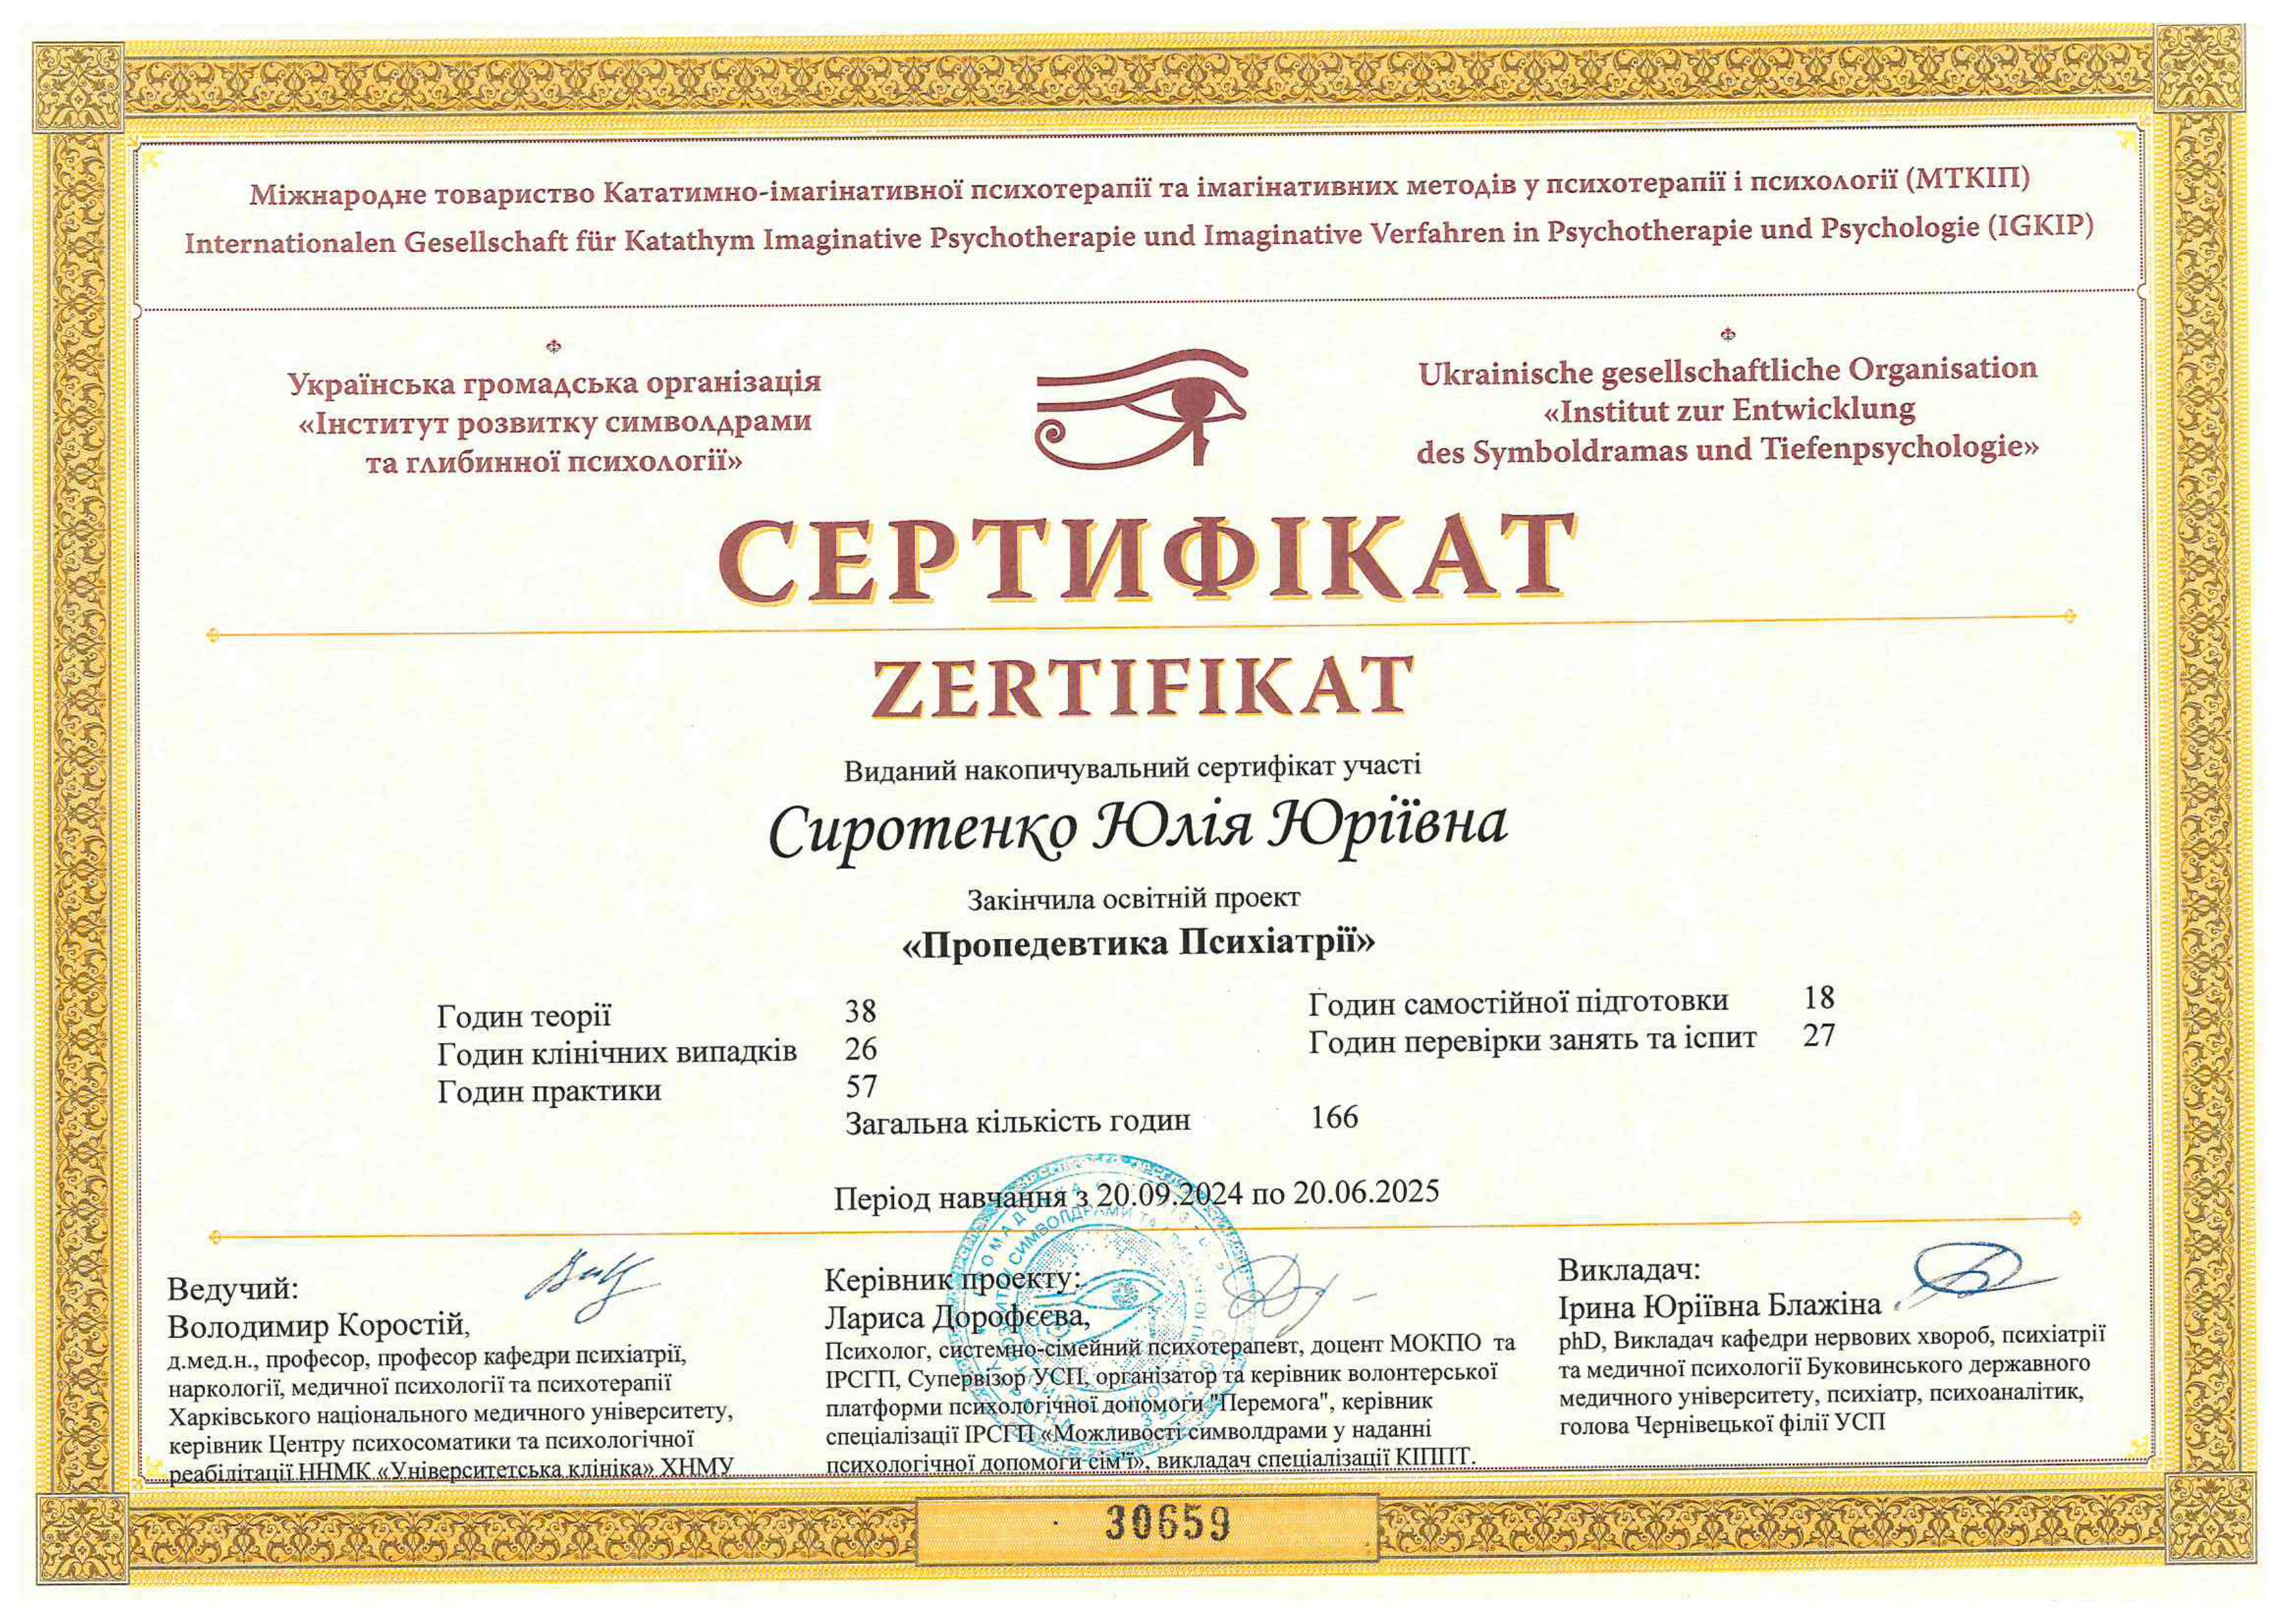 Міжнародне товариство Кататимно-імагінативної психотерапії та імагінативних методів у психотерапії і психології (МТКІП)
Internationalen Gesellschaft für Katathym Imaginative Psychotherapie und Imaginative Verfahren in Psychotherapie und Psychologie (IGKIP)
Українська громадська організація
«Інститут розвитку символдрами
та глибинної психології»
Ukrainische gesellschaftliche Organisation
«Institut zur Entwicklung
des Symboldramas und Tiefenpsychologie»
СЕРТИФІКАТ
ZERTIFIKAT
Виданий накопичувальний сертифікат участі
Сиротенко Юлія Юріївна
Закінчила освітній проект
«Пропедевтика Психіатрії»
Годин теорії 38
Годин клінічних випадків 26
Годин практики 57
Годин самостійної підготовки 18
Годин перевірки занять та іспит 27
Загальна кількість годин 166
Період навчання з 20.09.2024 по 20.06.2025
Ведучий:
Володимир Коростій,
д.мед.н., професор, професор кафедри психіатрії,
наркології, медичної психології та психотерапії
Харківського національного медичного університету,
керівник Центру психосоматики та психологічної
реабілітації ННМК «Університетська клініка» ХНМУ
Керівник проекту:
Лариса Дорофєєва,
Психолог, системно-сімейний психотерапевт, доцент МОКПО та
ІРСГП, Супервізор УСП, організатор та керівник волонтерської
платформи психологічної допомоги "Перемога", керівник
спеціалізації ІРСГП «Можливості символдрами у наданні
психологічної допомоги сім'ї», викладач спеціалізації КІППТ.
Викладач:
Ірина Юріївна Блажіна
phD, Викладач кафедри нервових хвороб, психіатрії
та медичної психології Буковинського державного
медичного університету, психіатр, психоаналітик,
голова Чернівецької філії УСП
30659